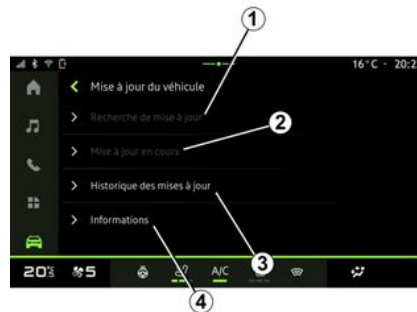 1
16°C · 20:2
Mise à jour du véhicule
Recherche de mise à jour
2
Mise à jour en cours
Historique des mises à jour
Informations
3
20
5
A/C
4